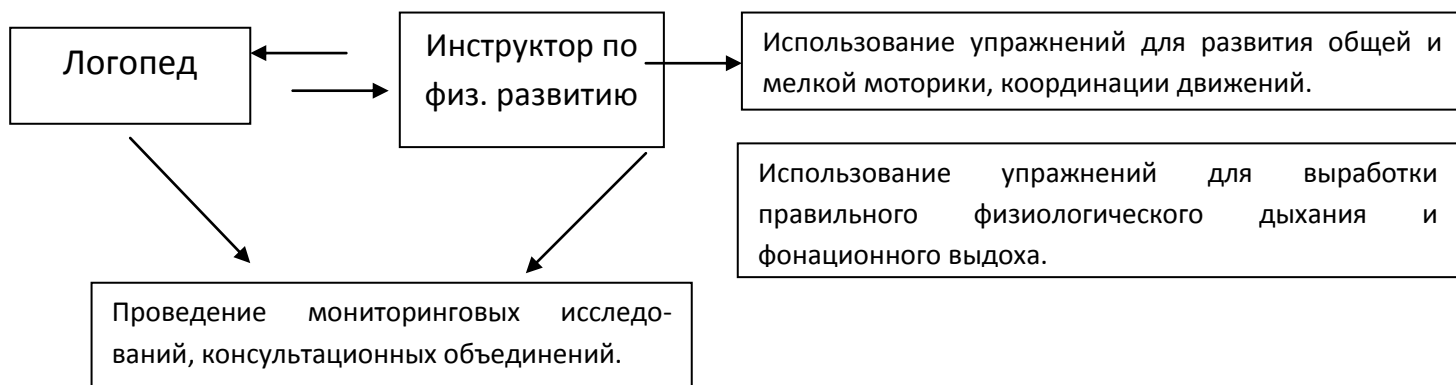 Логопед
Инструктор по
физ. развитию
Использование упражнений для развития общей и
мелкой моторики, координации движений.
Использование упражнений для выработки
правильного физиологического дыхания и
фонационного выдоха.
Проведение мониторинговых исследо-
ваний, консультационных объединений.